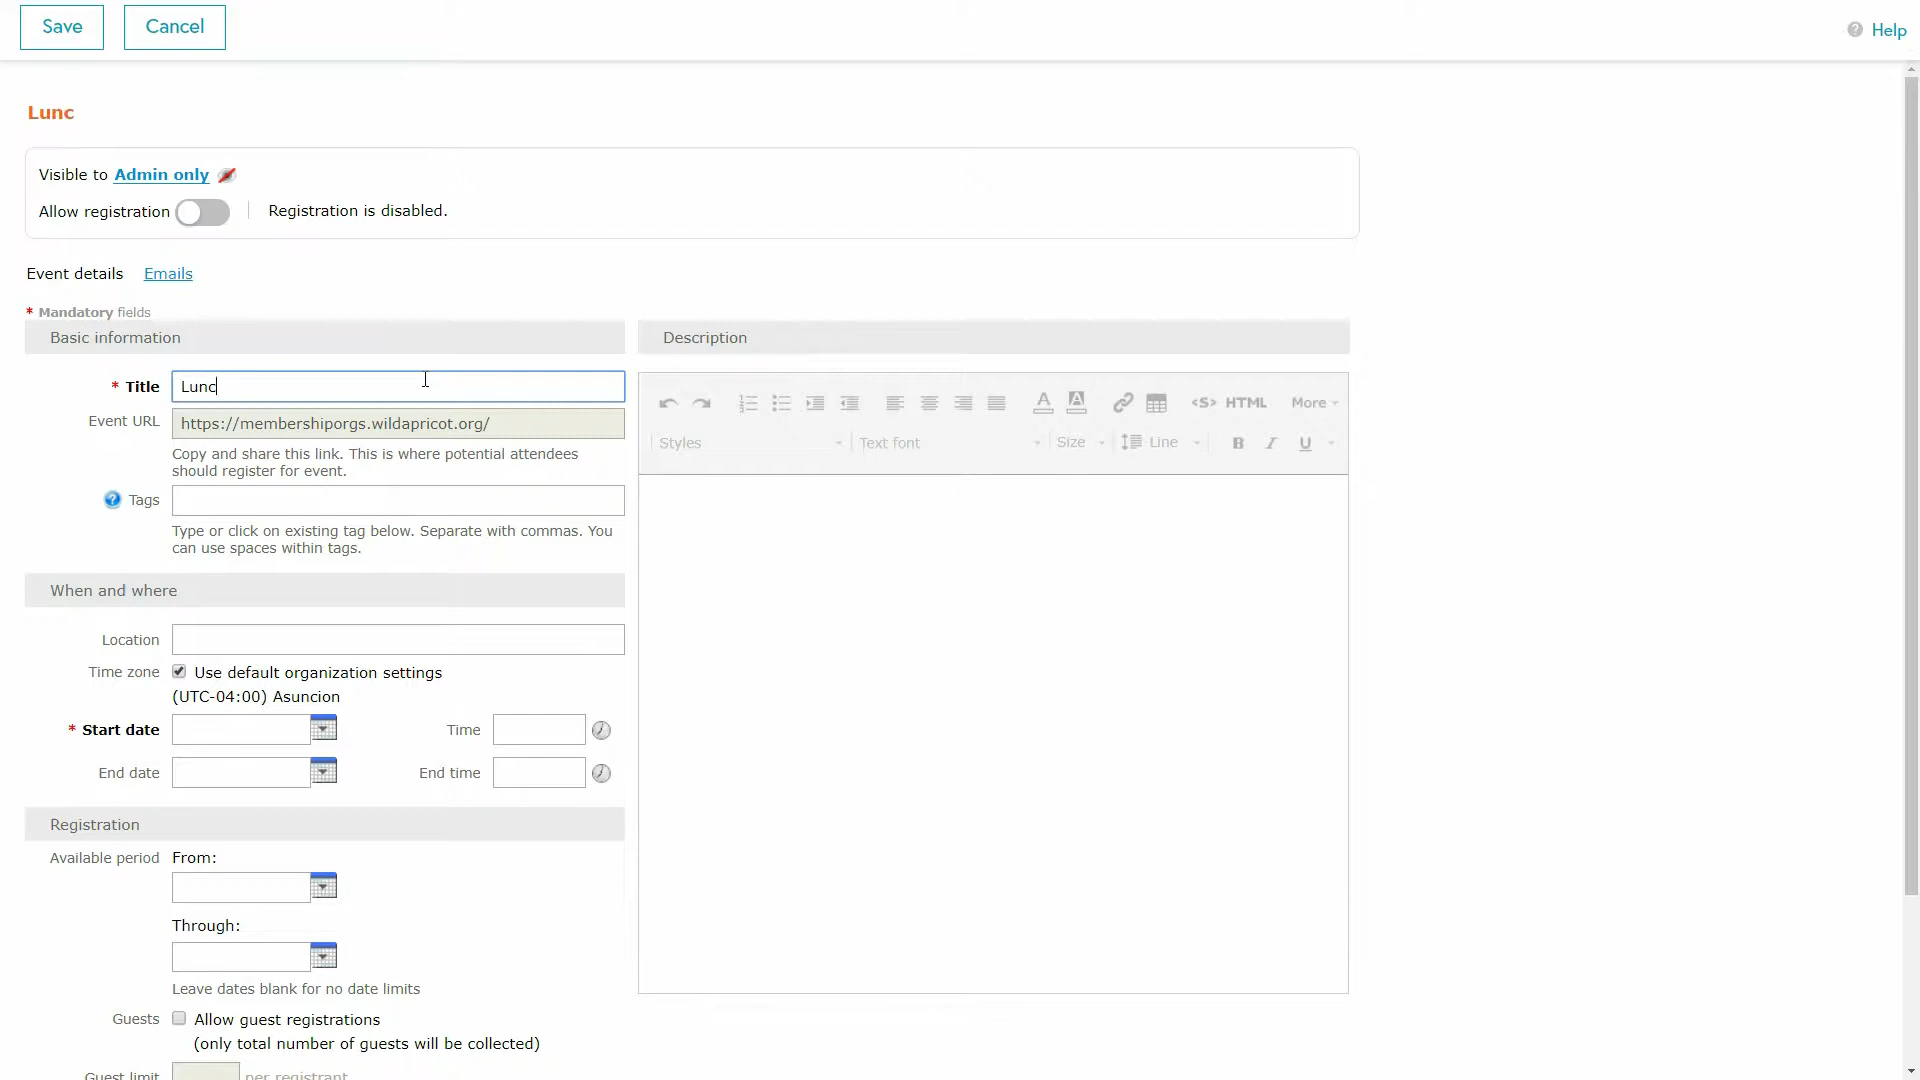 Save
Cancel
Help
Lunc
Visible to Admin only
Allow registration
Registration is disabled.
Event details
Emails
* Mandatory fields
Basic information
Description
* Title
Lunc
Event URL
https://membershiporgs.wildapricot.org/
Copy and share this link. This is where potential attendees
should register for event.
Tags
Type or click on existing tag below. Separate with commas. You
can use spaces within tags.
<S> HTML
More
Styles
Text font
Size
Line
B
I
U
When and where
Location
Time zone
Use default organization settings
(UTC-04:00) Asuncion
* Start date
Time
End date
End time
Registration
Available period
From:
Through:
Leave dates blank for no date limits
Guests
Allow guest registrations
(only total number of guests will be collected)
Guest limit
per registrant